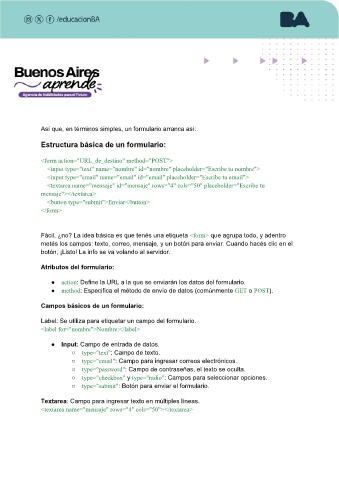 /educacionBA
BA
Buenos Aires
aprende
Agencia de Habilidades para el Futuro
Así que, en términos simples, un formulario arranca así:
Estructura básica de un formulario:
<form action="URL_de_destino" method="POST">
<input type="text" name="nombre" id="nombre" placeholder="Escribe tu nombre">
<input type="email" name="email" id="email" placeholder="Escribe tu email">
<textarea name="mensaje" id="mensaje" rows="4" cols="50" placeholder="Escribe tu
mensaje"></textarea>
<button type="submit">Enviar</button>
</form>
Fácil, ¿no? La idea básica es que tenés una etiqueta <form> que agrupa todo, y adentro
metés los campos: texto, correo, mensaje, y un botón para enviar. Cuando hacés clic en el
botón, ¡Listo! La info se va volando al servidor.
Atributos del formulario:
● action: Define la URL a la que se enviarán los datos del formulario.
● method: Especifica el método de envío de datos (comúnmente GET o POST).
Campos básicos de un formulario:
Label: Se utiliza para etiquetar un campo del formulario.
<label for="nombre">Nombre:</label>
● Input: Campo de entrada de datos.
○ type="text": Campo de texto.
○ type="email": Campo para ingresar correos electrónicos.
○ type="password": Campo de contraseñas, el texto se oculta.
○ type="checkbox" y type="radio": Campos para seleccionar opciones.
○ type="submit": Botón para enviar el formulario.
Textarea: Campo para ingresar texto en múltiples líneas.
<textarea name="mensaje" rows="4" cols="50"></textarea>